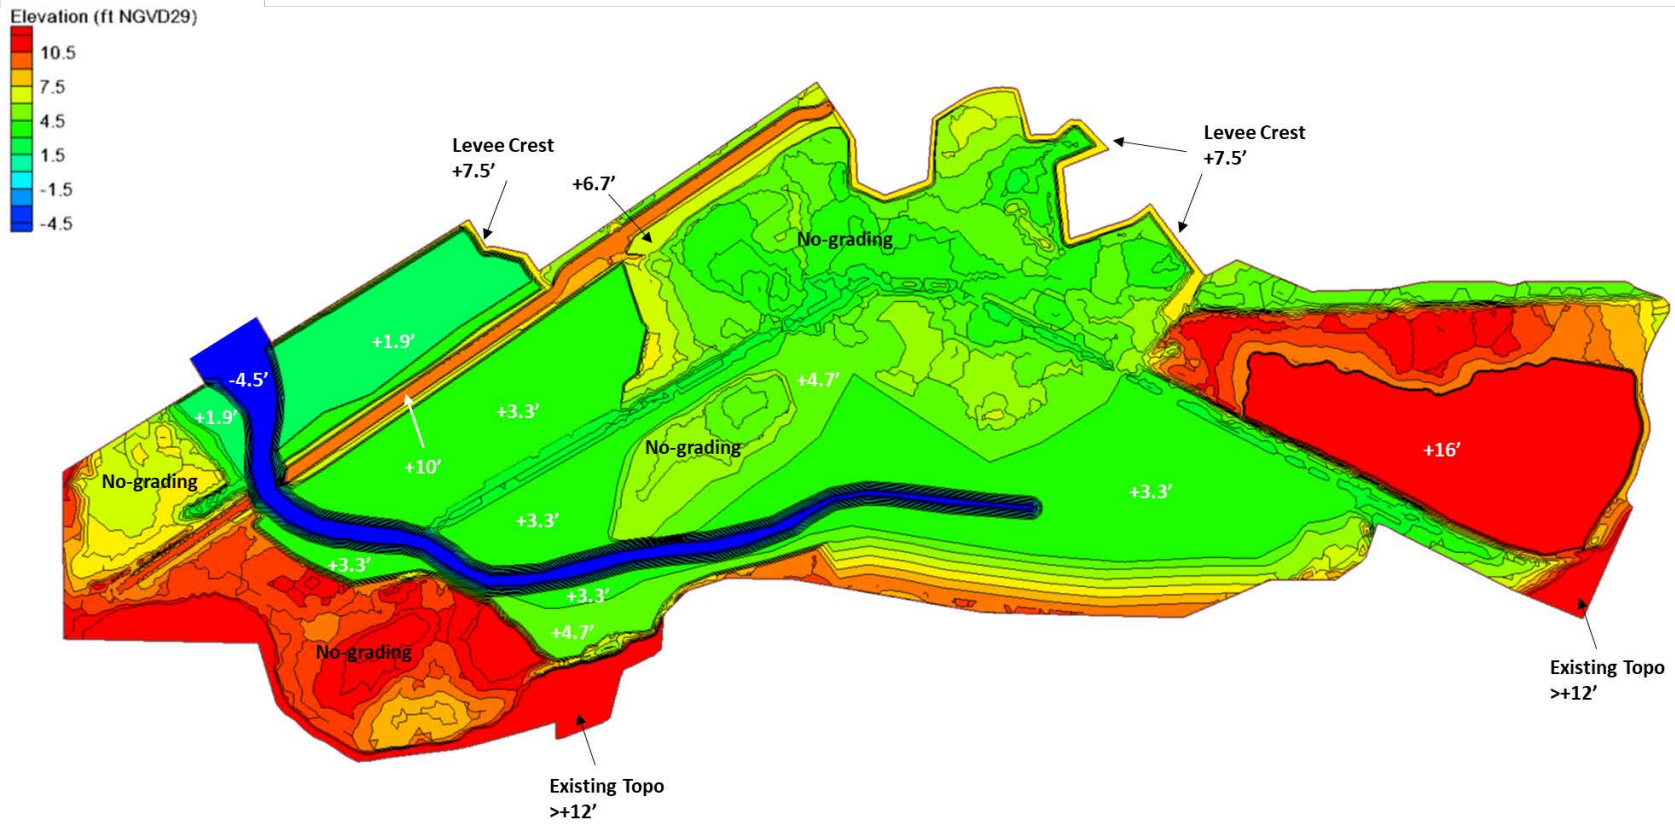 Elevation (ft NGVD29)
10.5
7.5
4.5
1.5
-1.5
-4.5
Levee Crest
+7.5’
+6.7’
Levee Crest
+7.5’
No-grading
+1.9’
-4.5’
+4.7’
+1.9’
+3.3’
No-grading
+16’
+10’
No-grading
+3.3’
+3.3’
+3.3’
+3.3’
+4.7’
No-grading
Existing Topo
>+12’
Existing Topo
>+12’